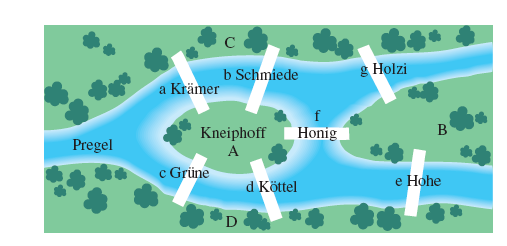 C
g Holzi
b Schmiede
a Krämer
f
Honig
Kneiphoff
A
B
Pregel
c Grüne
d Köttel
e Hohe
D